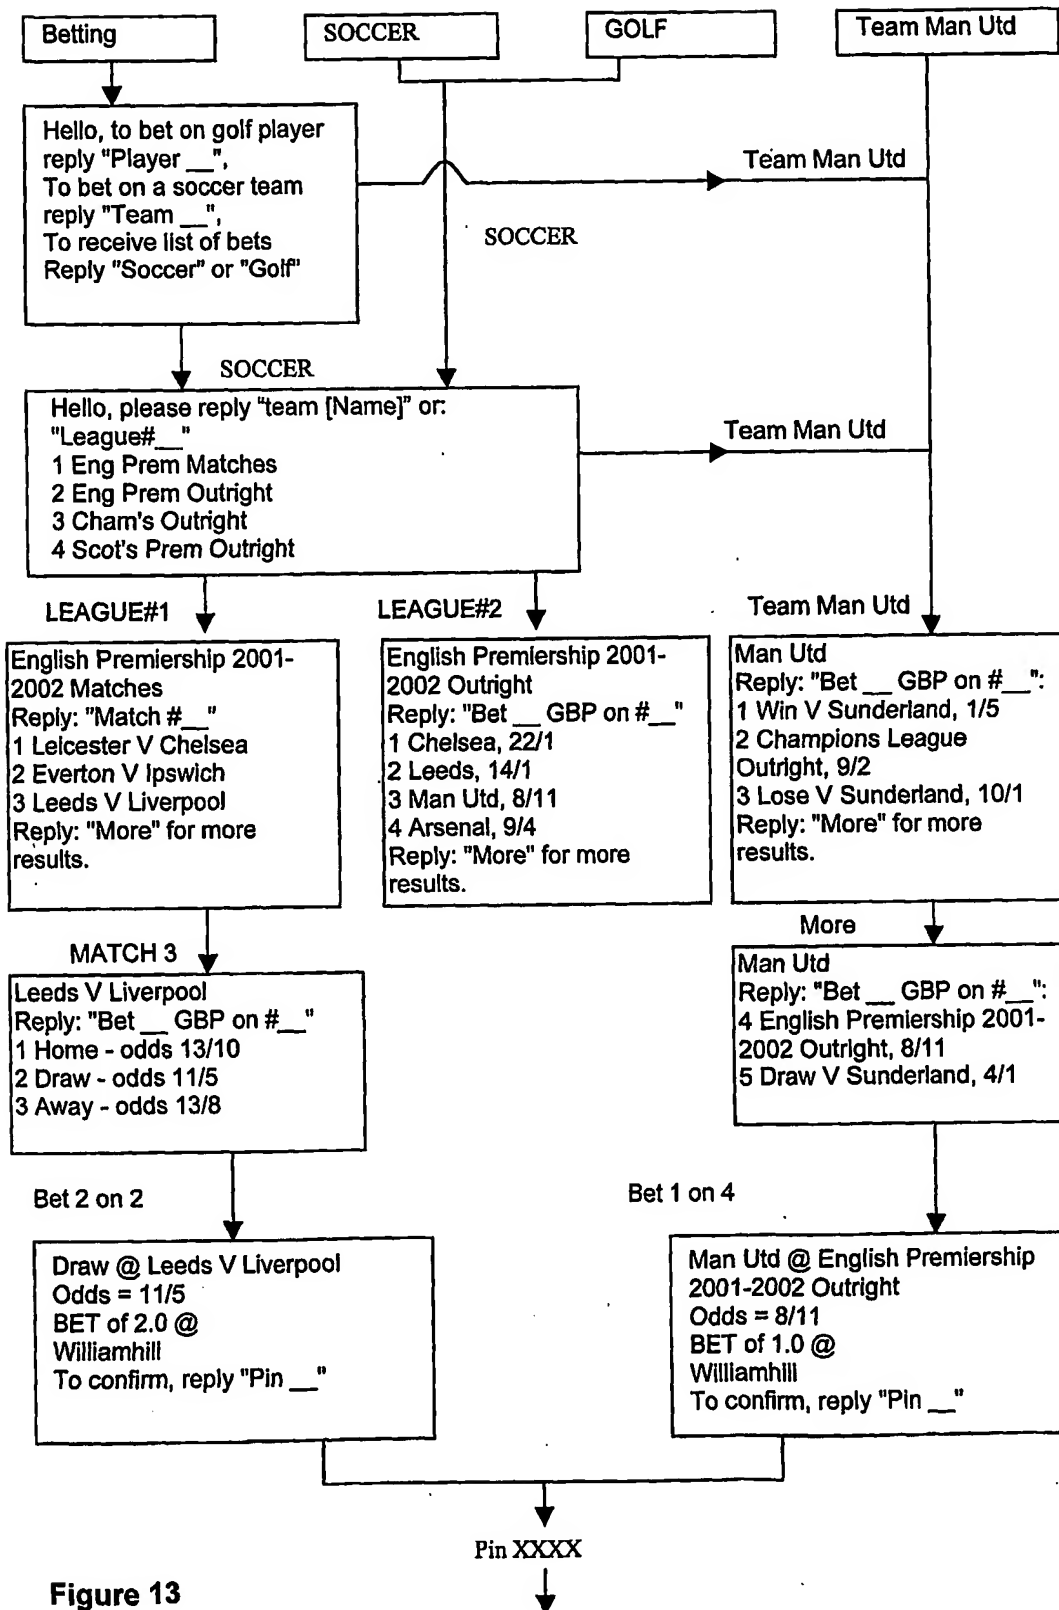 Betting
SOCCER
GOLF
Team Man Utd
Hello, to bet on golf player
reply "Player __",
To bet on a soccer team
reply "Team __",
To receive list of bets
Reply "Soccer" or "Golf"
Team Man Utd
SOCCER
SOCCER
Hello, please reply "team [Name]" or:
"League#__"
1 Eng Prem Matches
2 Eng Prem Outright
3 Cham's Outright
4 Scot's Prem Outright
Team Man Utd
LEAGUE#1
LEAGUE#2
Team Man Utd
English Premiership 2001-
2002 Matches
Reply: "Match #__"
1 Leicester V Chelsea
2 Everton V Ipswich
3 Leeds V Liverpool
Reply: "More" for more
results.
English Premiership 2001-
2002 Outright
Reply: "Bet __ GBP on #__"
1 Chelsea, 22/1
2 Leeds, 14/1
3 Man Utd, 8/11
4 Arsenal, 9/4
Reply: "More" for more
results.
Man Utd
Reply: "Bet __ GBP on #__":
1 Win V Sunderland, 1/5
2 Champions League
Outright, 9/2
3 Lose V Sunderland, 10/1
Reply: "More" for more
results.
MATCH 3
More
Leeds V Liverpool
Reply: "Bet __ GBP on #__"
1 Home - odds 13/10
2 Draw - odds 11/5
3 Away - odds 13/8
Man Utd
Reply: "Bet __ GBP on #__":
4 English Premiership 2001-
2002 Outright, 8/11
5 Draw V Sunderland, 4/1
Bet 2 on 2
Bet 1 on 4
Draw @ Leeds V Liverpool
Odds = 11/5
BET of 2.0 @
Williamhill
To confirm, reply "Pin __"
Man Utd @ English Premiership
2001-2002 Outright
Odds = 8/11
BET of 1.0 @
Williamhill
To confirm, reply "Pin __"
Pin XXXX
Figure 13